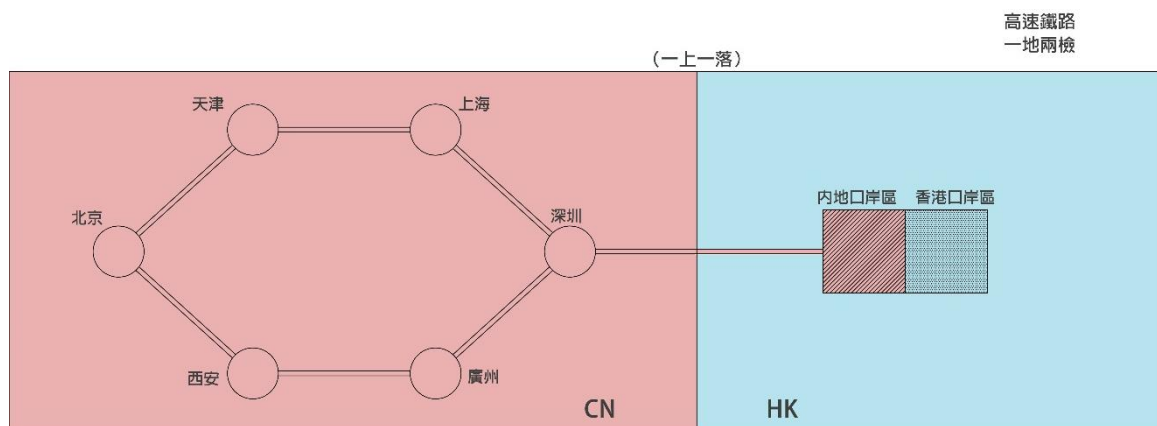 高速鐵路
一地兩檢
（一上一落）
天津
上海
北京
深圳
內地口岸區
香港口岸區
西安
廣州
CN
HK